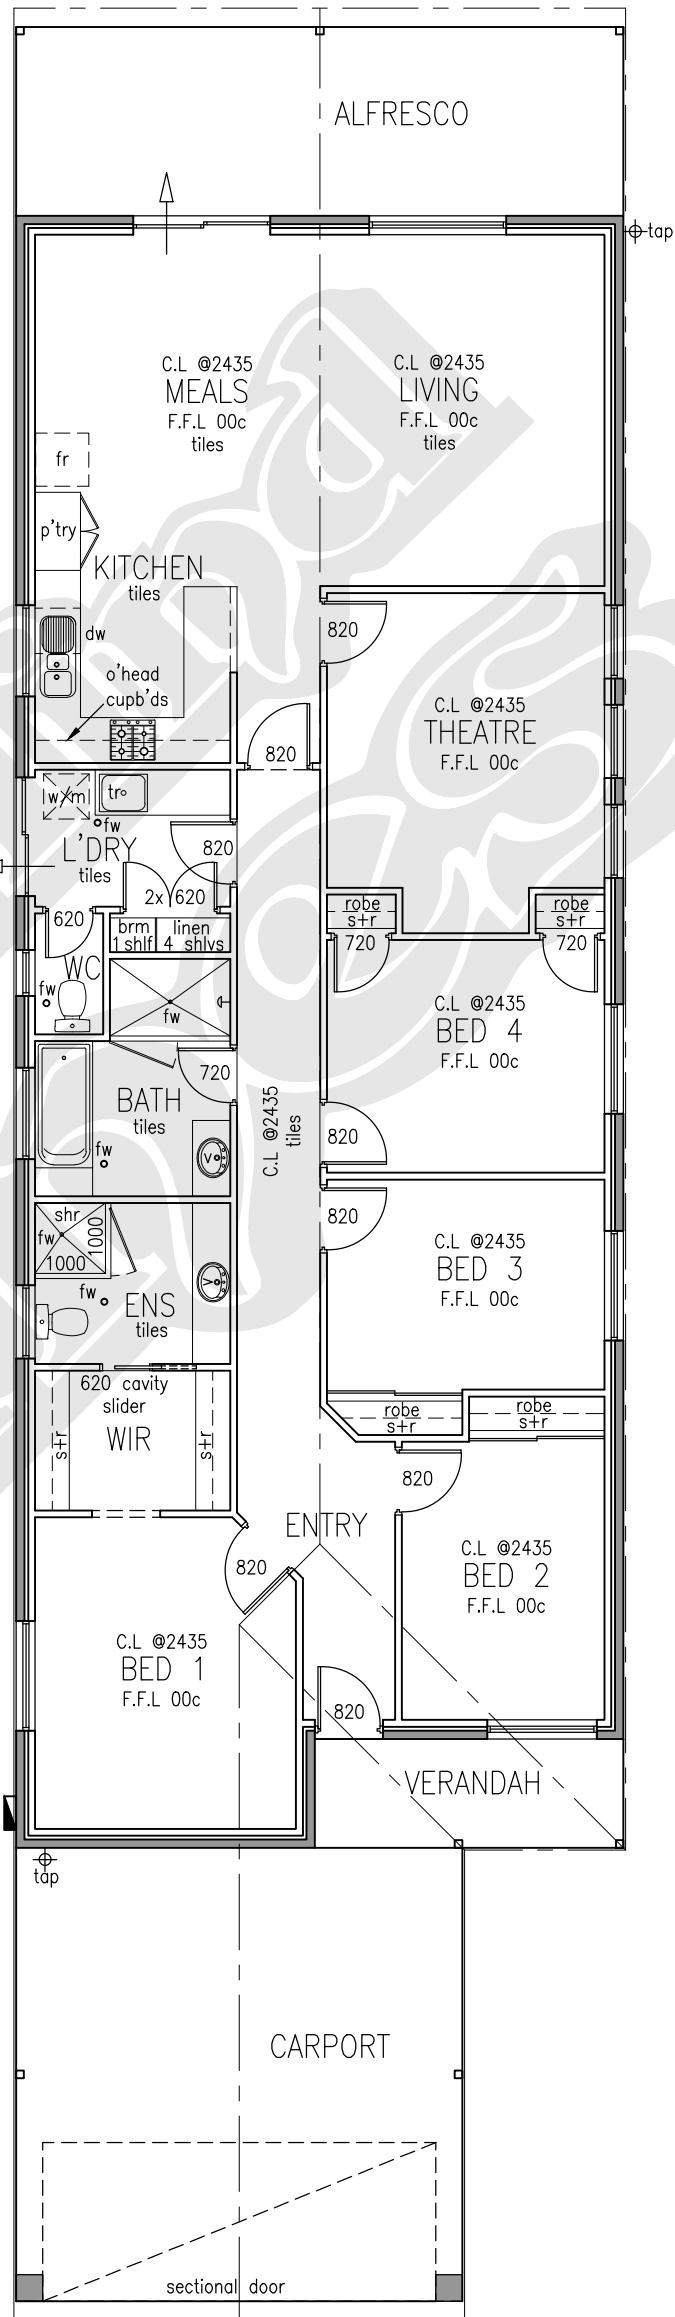 ALFRESCO
tap
C.L @2435
MEALS
F.F.L 00c
tiles
C.L @2435
LIVING
F.F.L 00c
tiles
fr
p'try
KITCHEN
tiles
dw
o'head
cupb'ds
820
820
C.L @2435
THEATRE
F.F.L 00c
w/m
tr
fw
L'DRY
tiles
820
2x 620
620
brm
1 shlf
linen
4 shlvs
robe
s+r
robe
s+r
720
720
WC
fw
fw
C.L @2435
BED 4
F.F.L 00c
720
BATH
tiles
fw
v
C.L @2435
tiles
820
820
shr
fw
1000
1000
fw
ENS
tiles
v
C.L @2435
BED 3
F.F.L 00c
620 cavity
slider
WIR
s+r
s+r
robe
s+r
robe
s+r
820
ENTRY
820
C.L @2435
BED 2
F.F.L 00c
C.L @2435
BED 1
F.F.L 00c
820
VERANDAH
tap
CARPORT
sectional door